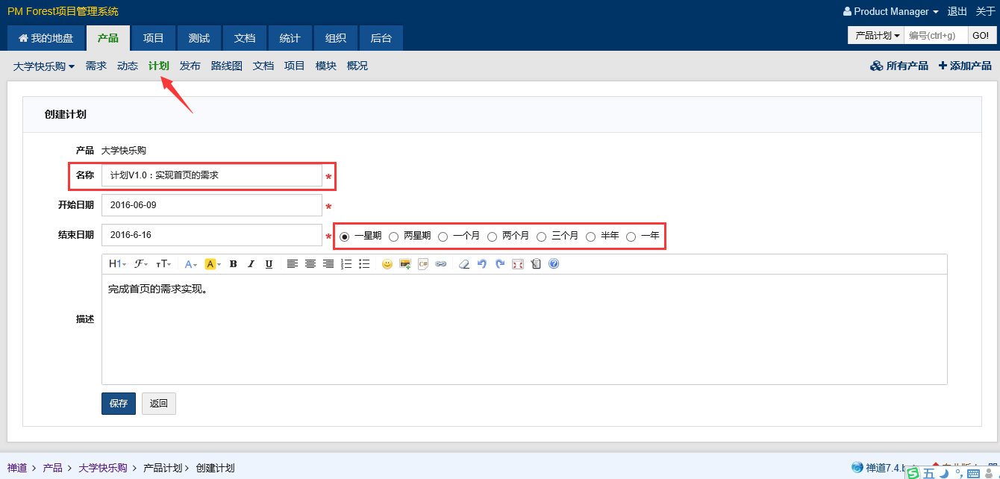 PM Forest项目管理系统
Product Manager 退出 关于
我的地盘 产品 项目 测试 文档 统计 组织 后台
产品计划 编号(ctrl+g) GO!
大学快乐购 需求 动态 计划 发布 路线图 文档 项目 模块 概况
所有产品 添加产品
创建计划
产品 大学快乐购
名称 计划V1.0：实现首页的需求 *
开始日期 2016-06-09 *
结束日期 2016-6-16 * 一星期 两星期 一个月 两个月 三个月 半年 一年
H1 F тT A A B I U C#
完成首页的需求实现。
描述
保存 返回
禅道 > 产品 > 大学快乐购 > 产品计划 > 创建计划
禅道7.4.b
S 五